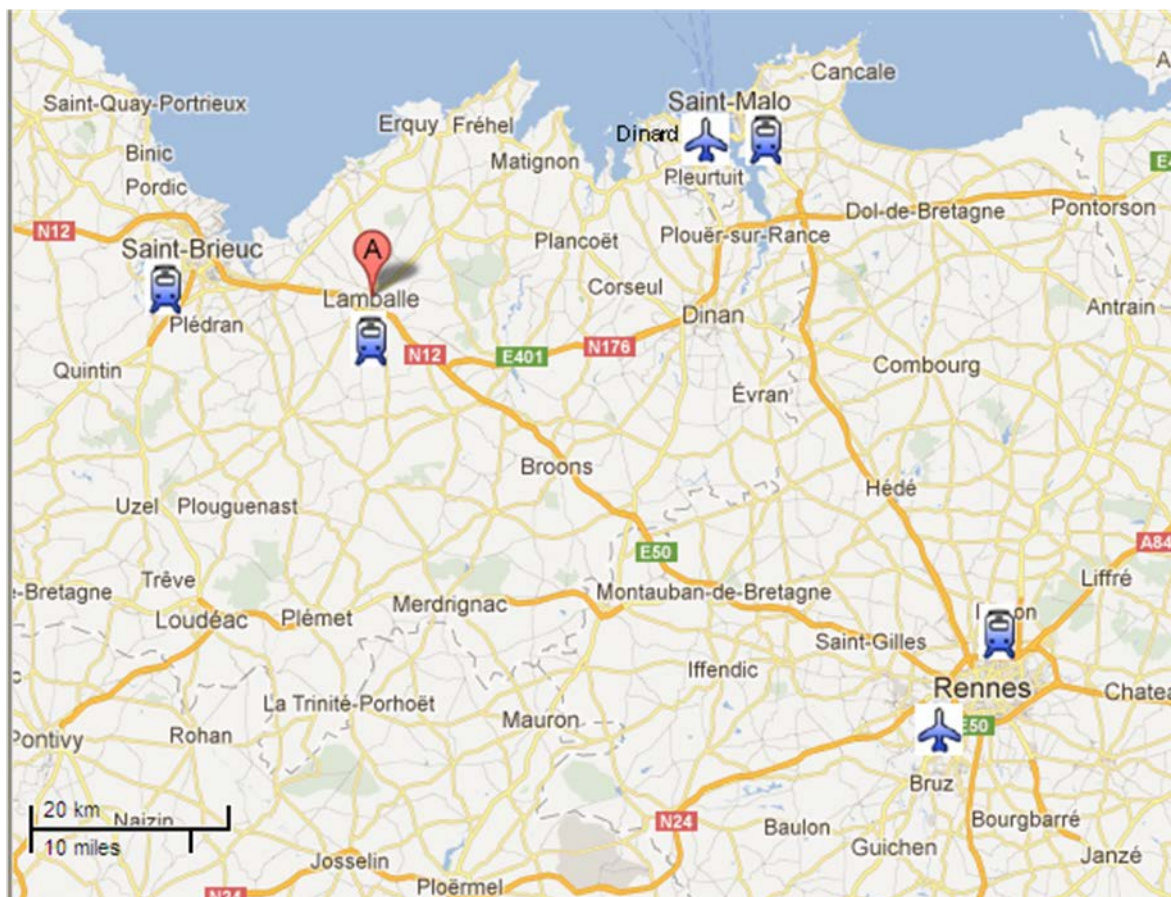 Cancale
Saint-Malo
Saint-Quay-Portrieux
Erquy
Fréhel
Dinard
Binic
Matignon
Pleurtuit
Pordic
Dol-de-Bretagne
Pontorson
N12
Saint-Brieuc
Plancoët
Plouër-sur-Rance
A
Lamballe
Corseul
Antrain
Plédran
Dinan
N12
E401
N176
Quintin
Combourg
Évran
Broons
Hédé
Uzel
Plouguenast
E50
A84
Trêve
Liffré
e-Bretagne
Merdrignac
Montauban-de-Bretagne
Loudéac
Plémet
Saint-Gilles
Iffendic
Rennes
Chatea
La Trinité-Porhoët
Mauron
E50
Pontivy
Rohan
Bruz
20 km
Naizin
N24
Baulon
Bourgbarré
10 miles
Guichen
Janzé
Josselin
Ploërmel
N24